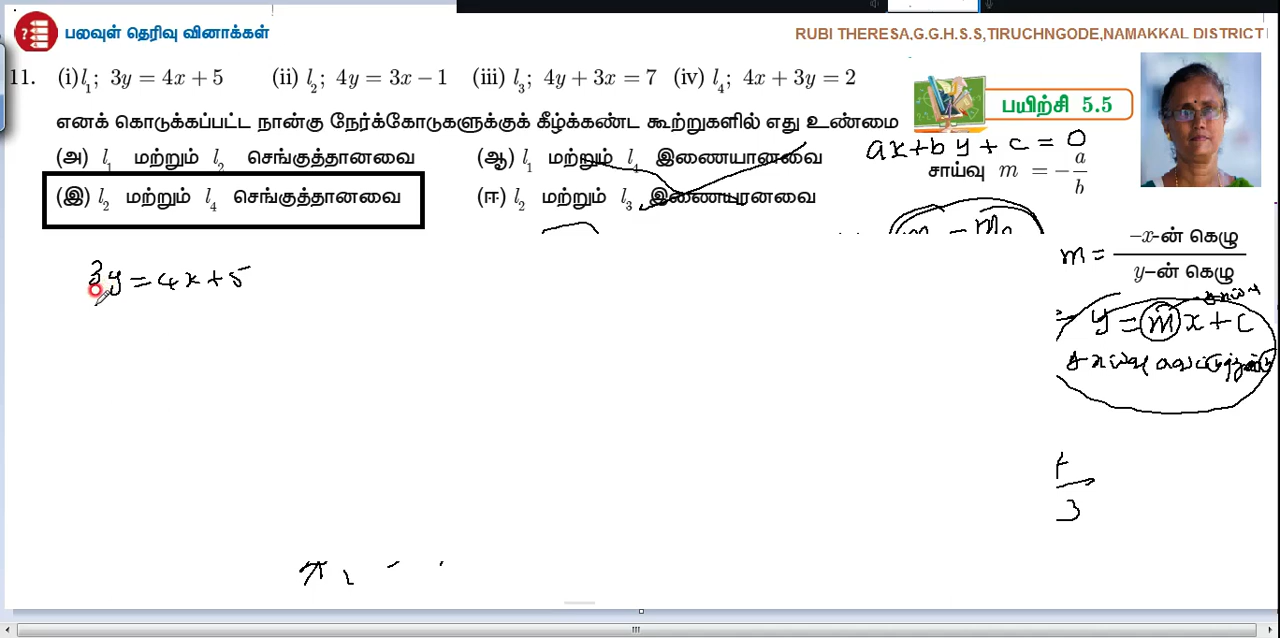 பலவுள் தெரிவு வினாக்கள்
RUBI THERESA,G.G.H.S.S,TIRUCHNGODE,NAMAKKAL DISTRICT
11. (i) l₁; 3y = 4x + 5 (ii) l₂; 4y = 3x − 1 (iii) l₃; 4y + 3x = 7 (iv) l₄; 4x + 3y = 2
பயிற்சி 5.5
எனக் கொடுக்கப்பட்ட நான்கு நேர்க்கோடுகளுக்குக் கீழ்க்கண்ட கூற்றுகளில் எது உண்மை
(அ) l₁ மற்றும் l₂ செங்குத்தானவை (ஆ) l₁ மற்றும் l₄ இணையானவை
ax + by + c = 0
சாய்வு m = −a/b
(இ) l₂ மற்றும் l₄ செங்குத்தானவை (ஈ) l₂ மற்றும் l₃ இணையானவை
m = −x-ன் கெழு / y-ன் கெழு
3y = 4x + 5
y = mx + c
3